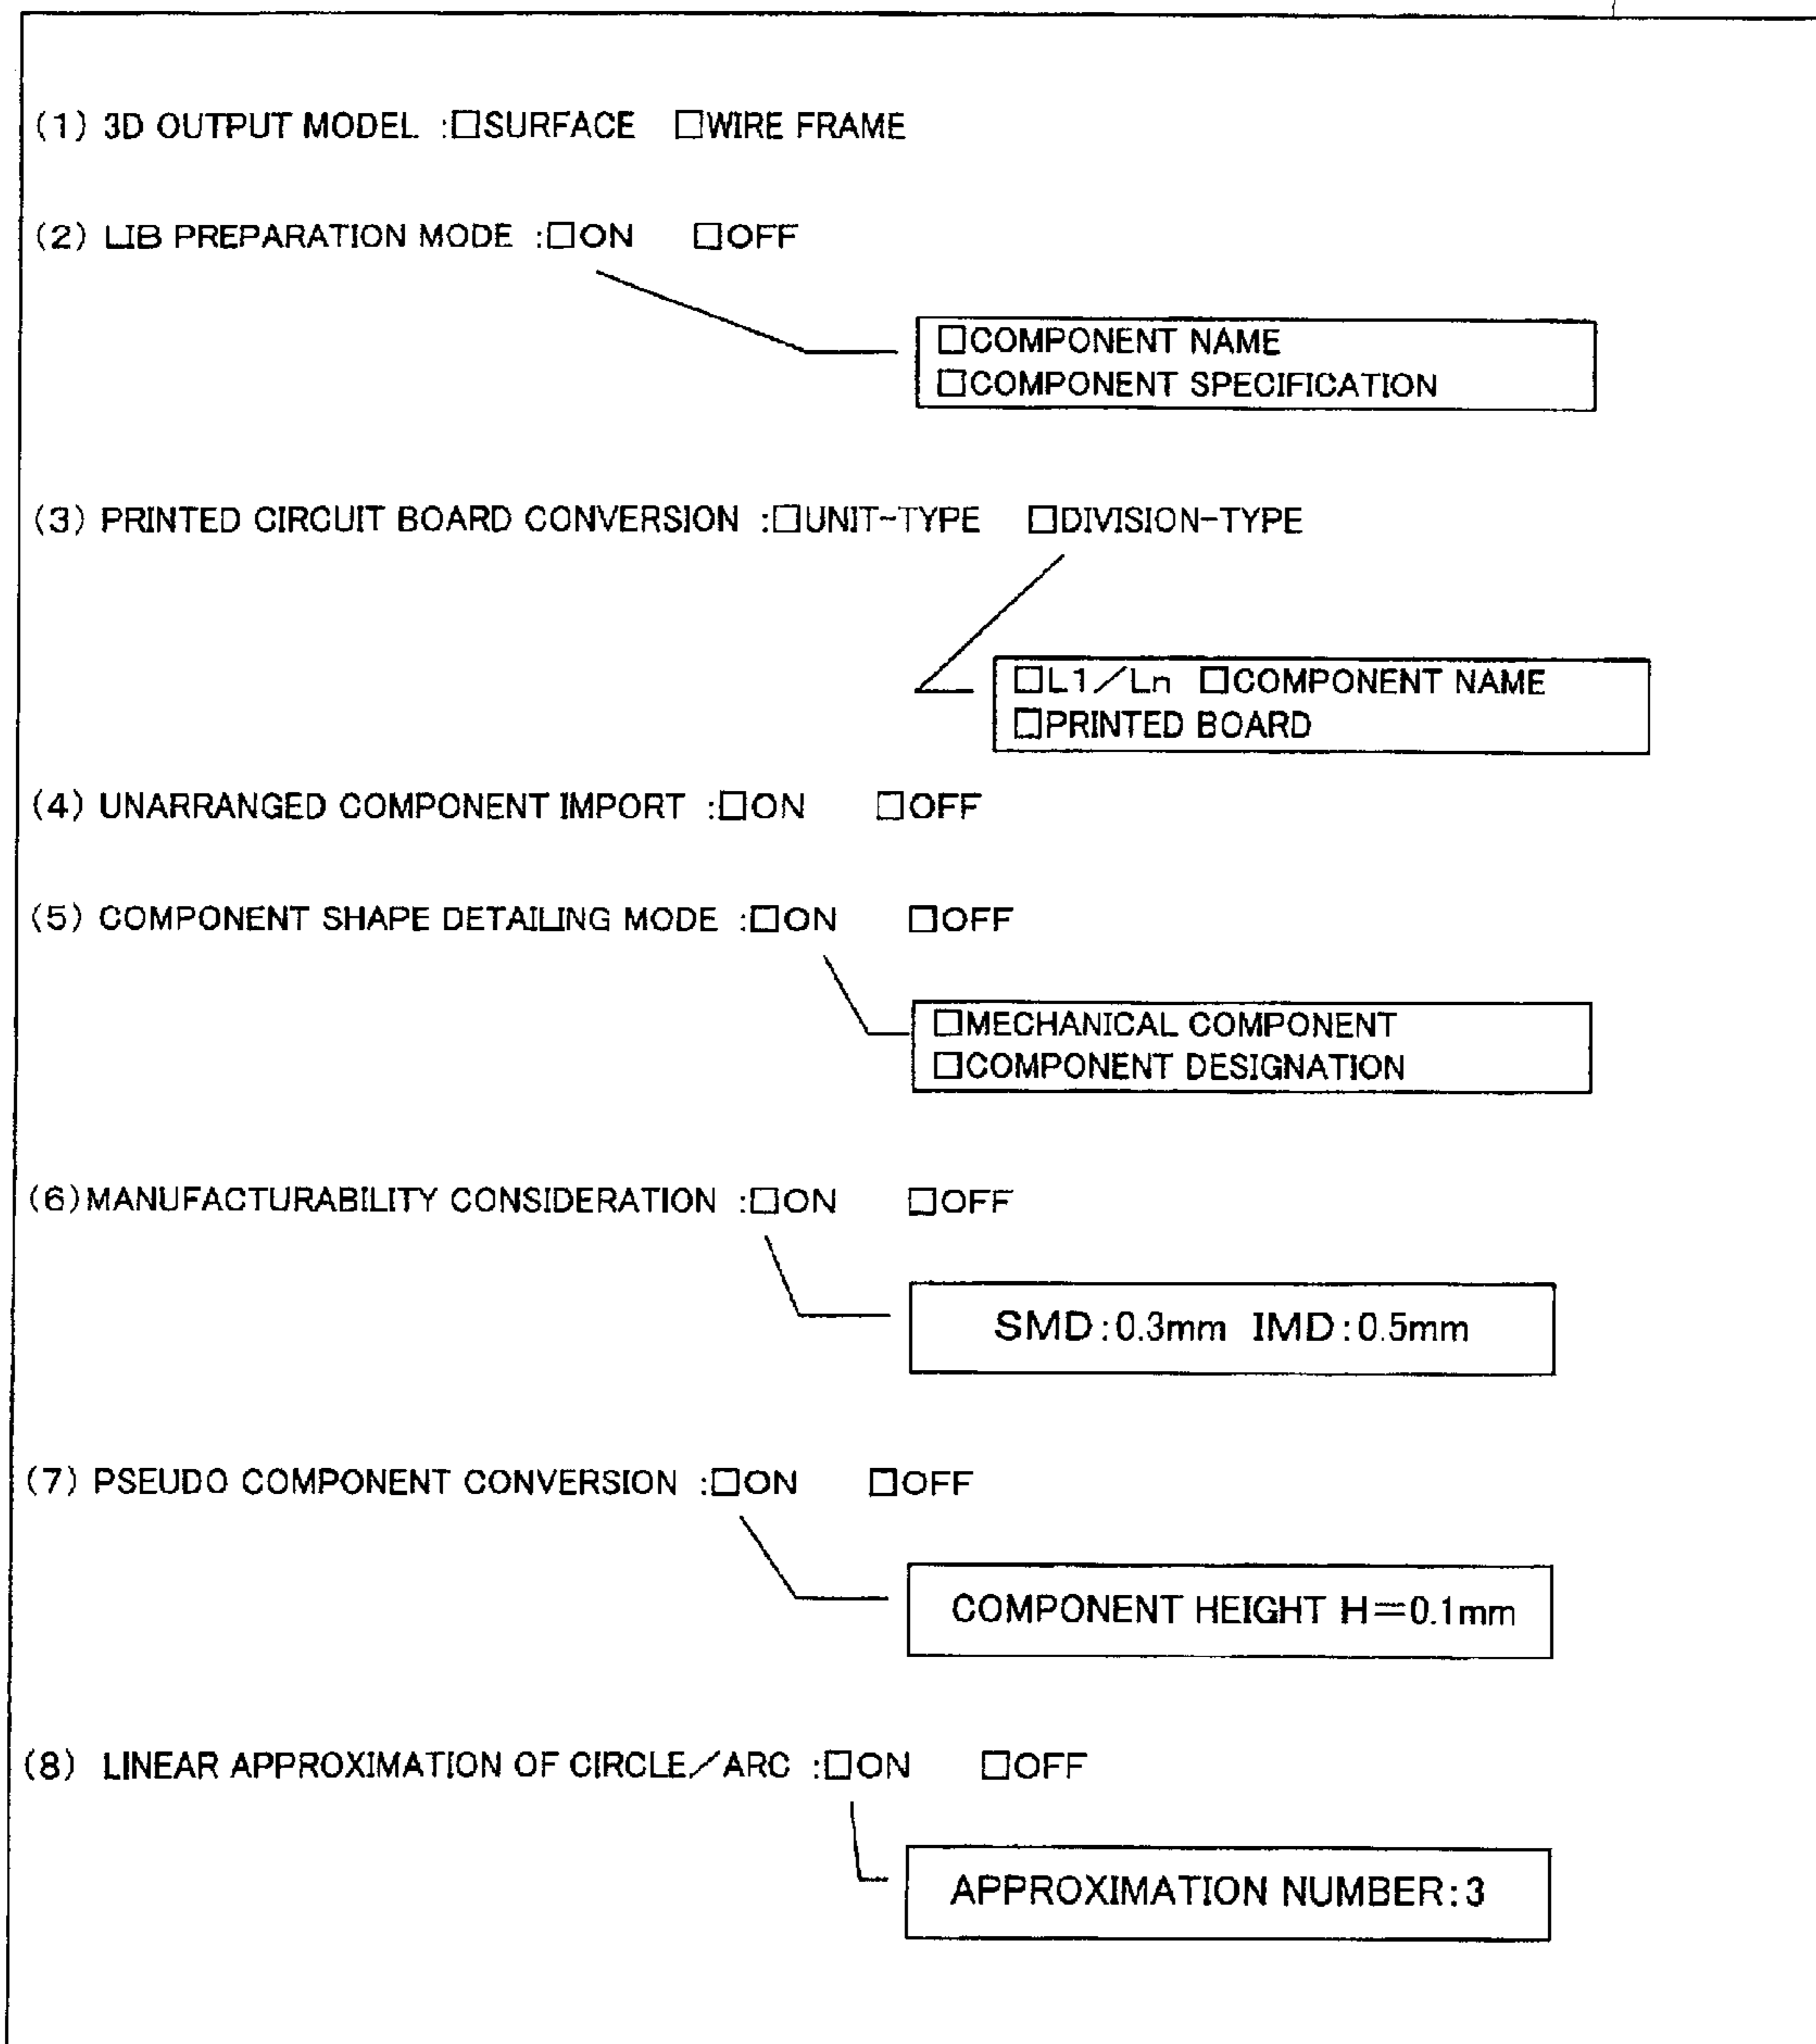 (1) 3D OUTPUT MODEL :□SURFACE □WIRE FRAME
(2) LIB PREPARATION MODE :□ON □OFF
□COMPONENT NAME
□COMPONENT SPECIFICATION
(3) PRINTED CIRCUIT BOARD CONVERSION :□UNIT-TYPE □DIVISION-TYPE
□L1/Ln □COMPONENT NAME
□PRINTED BOARD
(4) UNARRANGED COMPONENT IMPORT :□ON □OFF
(5) COMPONENT SHAPE DETAILING MODE :□ON □OFF
□MECHANICAL COMPONENT
□COMPONENT DESIGNATION
(6)MANUFACTURABILITY CONSIDERATION :□ON □OFF
SMD:0.3mm IMD:0.5mm
(7) PSEUDO COMPONENT CONVERSION :□ON □OFF
COMPONENT HEIGHT H=0.1mm
(8) LINEAR APPROXIMATION OF CIRCLE/ARC :□ON □OFF
APPROXIMATION NUMBER:3